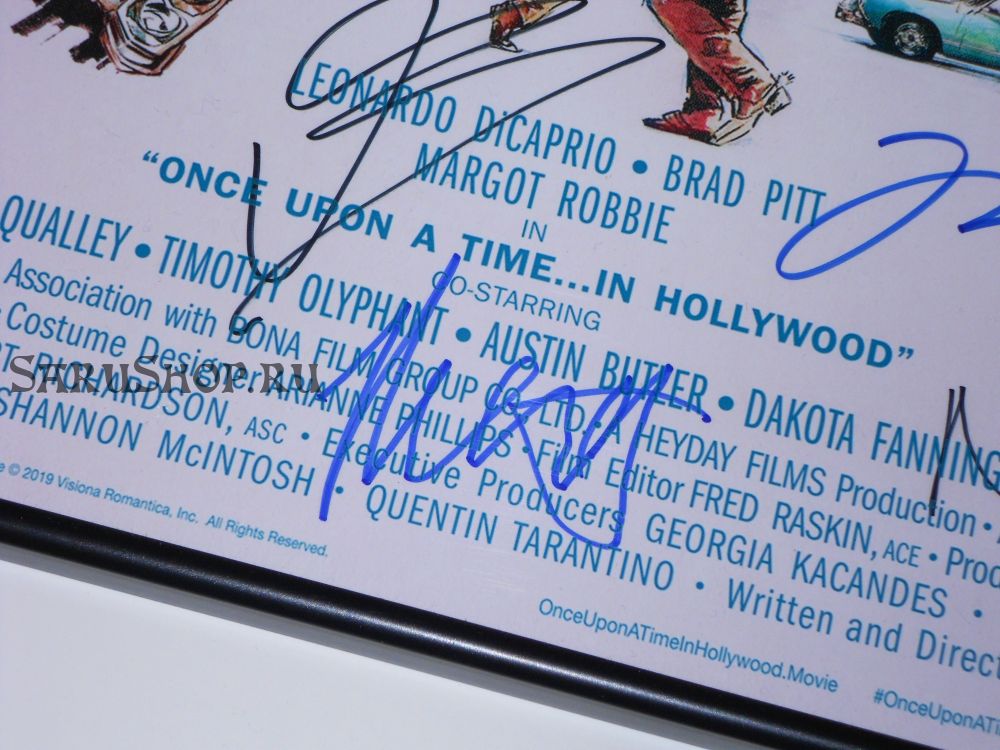 LEONARDO DiCAPRIO • BRAD PITT
MARGOT ROBBIE
IN
“ONCE UPON A TIME...IN HOLLYWOOD”
CO-STARRING
QUALLEY • TIMOTHY OLYPHANT • AUSTIN BUTLER • DAKOTA FANNING
Association with BONA FILM GROUP CO., LTD. • A HEYDAY FILMS Production •
Costume Designer ARIANNE PHILLIPS • Film Editor FRED RASKIN, ACE • Prod
RICHARDSON, ASC • Executive Producers GEORGIA KACANDES •
SHANNON McINTOSH • QUENTIN TARANTINO • Written and Direct
© 2019 Visiona Romantica, Inc. All Rights Reserved.
OnceUponATimeInHollywood.Movie
#OnceUponATi
StruShop.ru